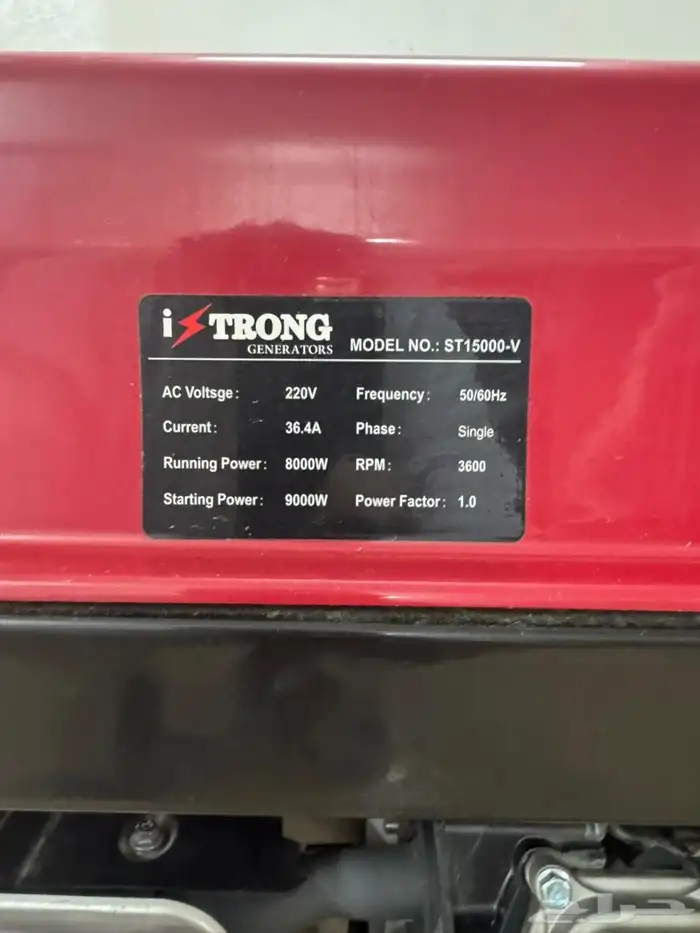 iSTRONG
GENERATORS
MODEL NO.: ST15000-V
AC Voltsge: 220V Frequency: 50/60Hz
Current: 36.4A Phase: Single
Running Power: 8000W RPM: 3600
Starting Power: 9000W Power Factor: 1.0
حراج